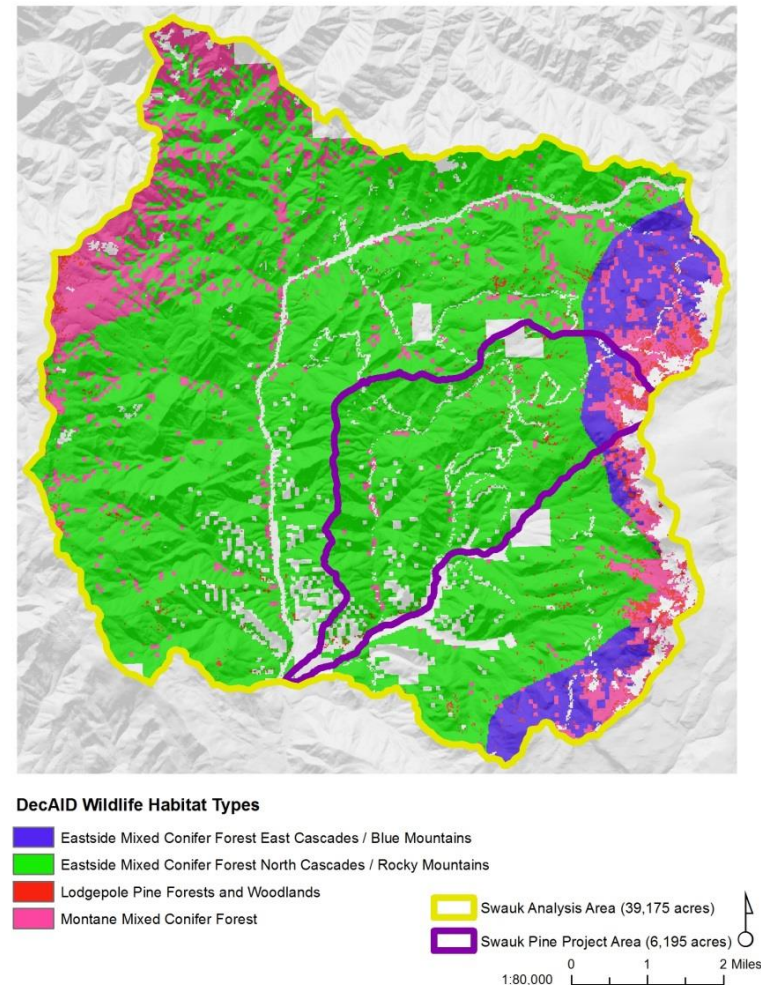 DecAID Wildlife Habitat Types
Eastside Mixed Conifer Forest East Cascades / Blue Mountains
Eastside Mixed Conifer Forest North Cascades / Rocky Mountains
Lodgepole Pine Forests and Woodlands
Montane Mixed Conifer Forest
Swauk Analysis Area (39,175 acres)
Swauk Pine Project Area (6,195 acres)
0 1 2 Miles
1:80,000